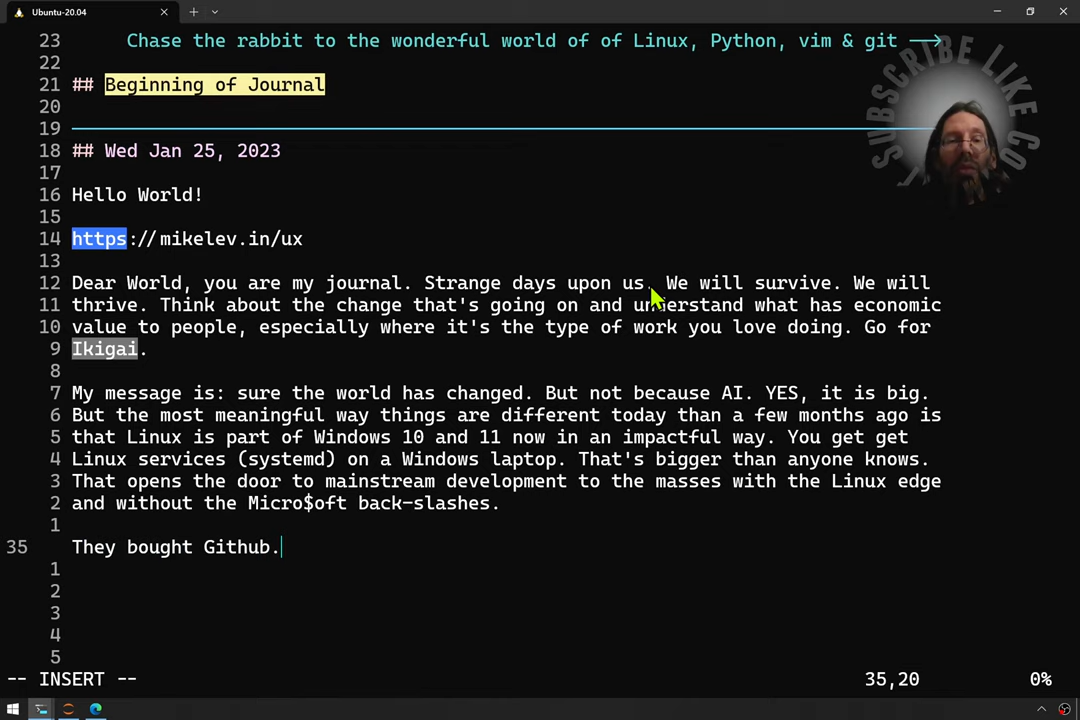 Ubuntu-20.04
23 Chase the rabbit to the wonderful world of of Linux, Python, vim & git ──>
22
21 ## Beginning of Journal
20
19
18 ## Wed Jan 25, 2023
17
16 Hello World!
15
14 https://mikelev.in/ux
13
12 Dear World, you are my journal. Strange days upon us. We will survive. We will
11 thrive. Think about the change that's going on and understand what has economic
10 value to people, especially where it's the type of work you love doing. Go for
9 Ikigai.
8
7 My message is: sure the world has changed. But not because AI. YES, it is big.
6 But the most meaningful way things are different today than a few months ago is
5 that Linux is part of Windows 10 and 11 now in an impactful way. You get get
4 Linux services (systemd) on a Windows laptop. That's bigger than anyone knows.
3 That opens the door to mainstream development to the masses with the Linux edge
2 and without the Micro$oft back-slashes.
1
35 They bought Github.
1
2
3
4
5
-- INSERT -- 35,20 0%
SUBSCRIBE LIKE CO